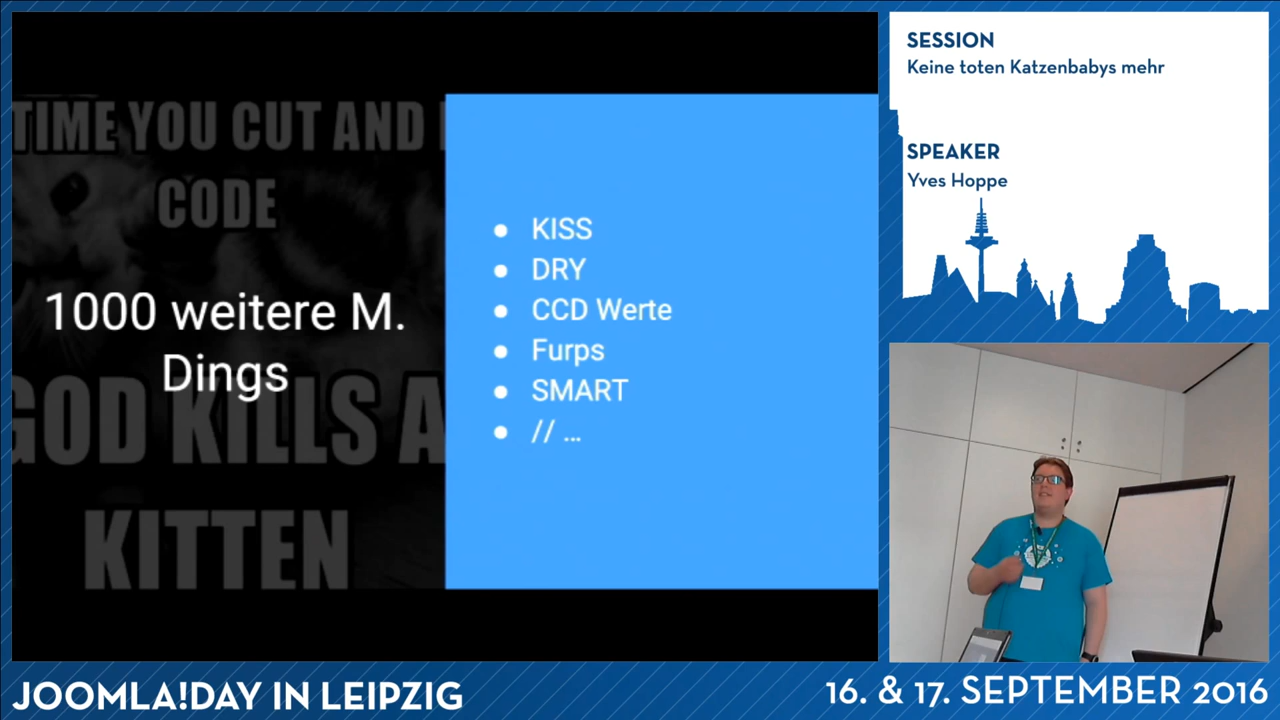 TIME YOU CUT AND
CODE
1000 weitere M.
Dings
GOD KILLS A
KITTEN
● KISS
● DRY
● CCD Werte
● Furps
● SMART
● // ...
SESSION
Keine toten Katzenbabys mehr
SPEAKER
Yves Hoppe
JOOMLA!DAY IN LEIPZIG
16. & 17. SEPTEMBER 2016